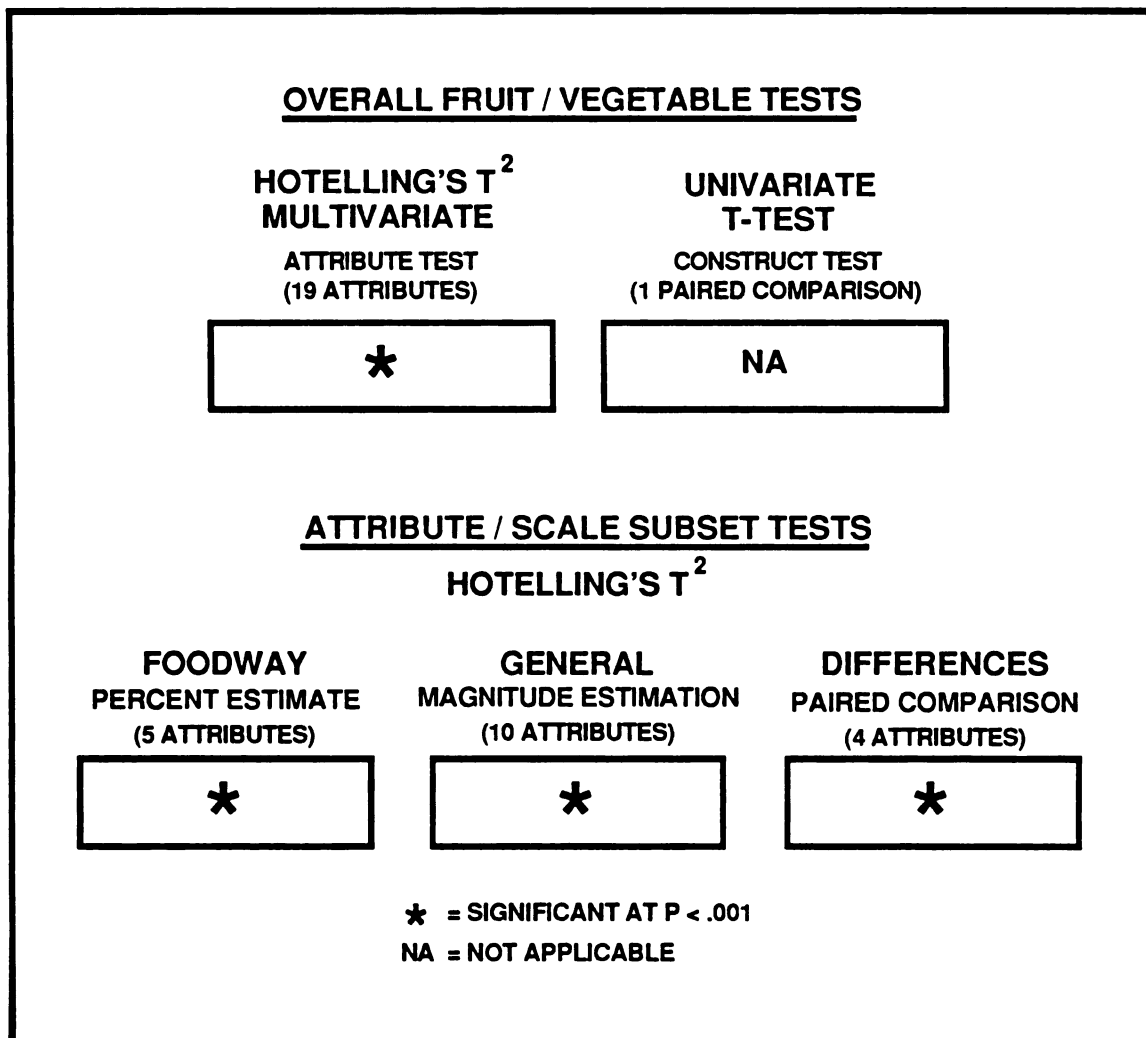 OVERALL FRUIT / VEGETABLE TESTS
HOTELLING'S T²
MULTIVARIATE
ATTRIBUTE TEST
(19 ATTRIBUTES)
*
UNIVARIATE
T-TEST
CONSTRUCT TEST
(1 PAIRED COMPARISON)
NA
ATTRIBUTE / SCALE SUBSET TESTS
HOTELLING'S T²
FOODWAY
PERCENT ESTIMATE
(5 ATTRIBUTES)
*
GENERAL
MAGNITUDE ESTIMATION
(10 ATTRIBUTES)
*
DIFFERENCES
PAIRED COMPARISON
(4 ATTRIBUTES)
*
* = SIGNIFICANT AT P < .001
NA = NOT APPLICABLE